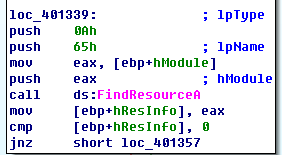 loc_401339: ; lpType
push 0Ah
push 65h ; lpName
mov eax, [ebp+hModule]
push eax ; hModule
call ds:FindResourceA
mov [ebp+hResInfo], eax
cmp [ebp+hResInfo], 0
jnz short loc_401357